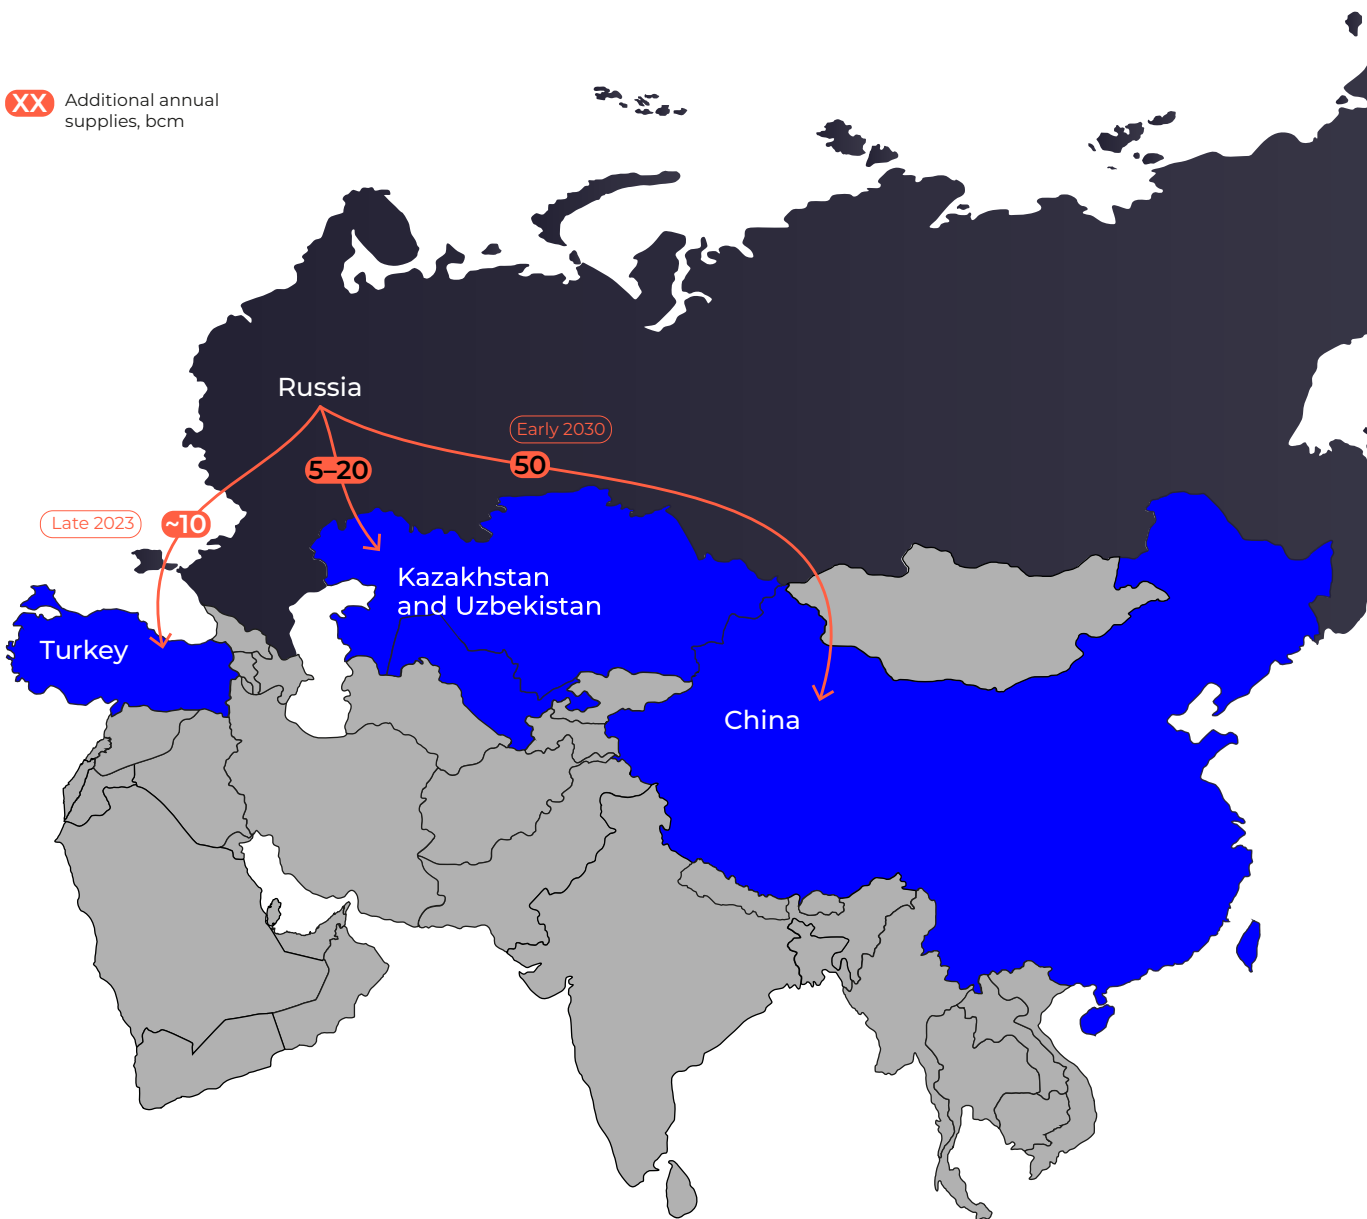 XX
Additional annual
supplies, bcm
Russia
Early 2030
50
5–20
Late 2023
~10
Kazakhstan
and Uzbekistan
Turkey
China